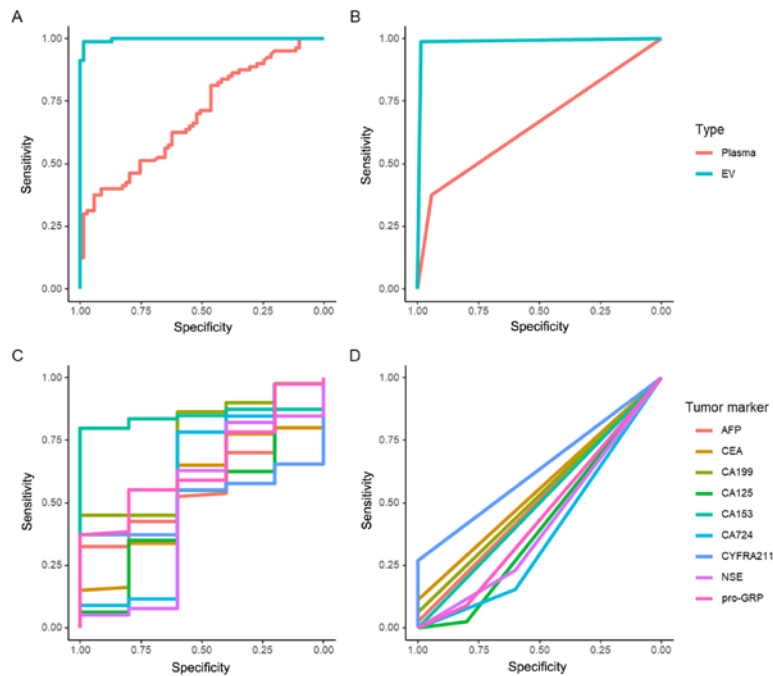 A
B
1.00
0.75
0.50
0.25
0.00
Sensitivity
1.00 0.75 0.50 0.25 0.00
Specificity
1.00
0.75
0.50
0.25
0.00
Sensitivity
1.00 0.75 0.50 0.25 0.00
Specificity
Type
Plasma
EV
C
D
1.00
0.75
0.50
0.25
0.00
Sensitivity
1.00 0.75 0.50 0.25 0.00
Specificity
1.00
0.75
0.50
0.25
0.00
Sensitivity
1.00 0.75 0.50 0.25 0.00
Specificity
Tumor marker
AFP
CEA
CA199
CA125
CA153
CA724
CYFRA211
NSE
pro-GRP